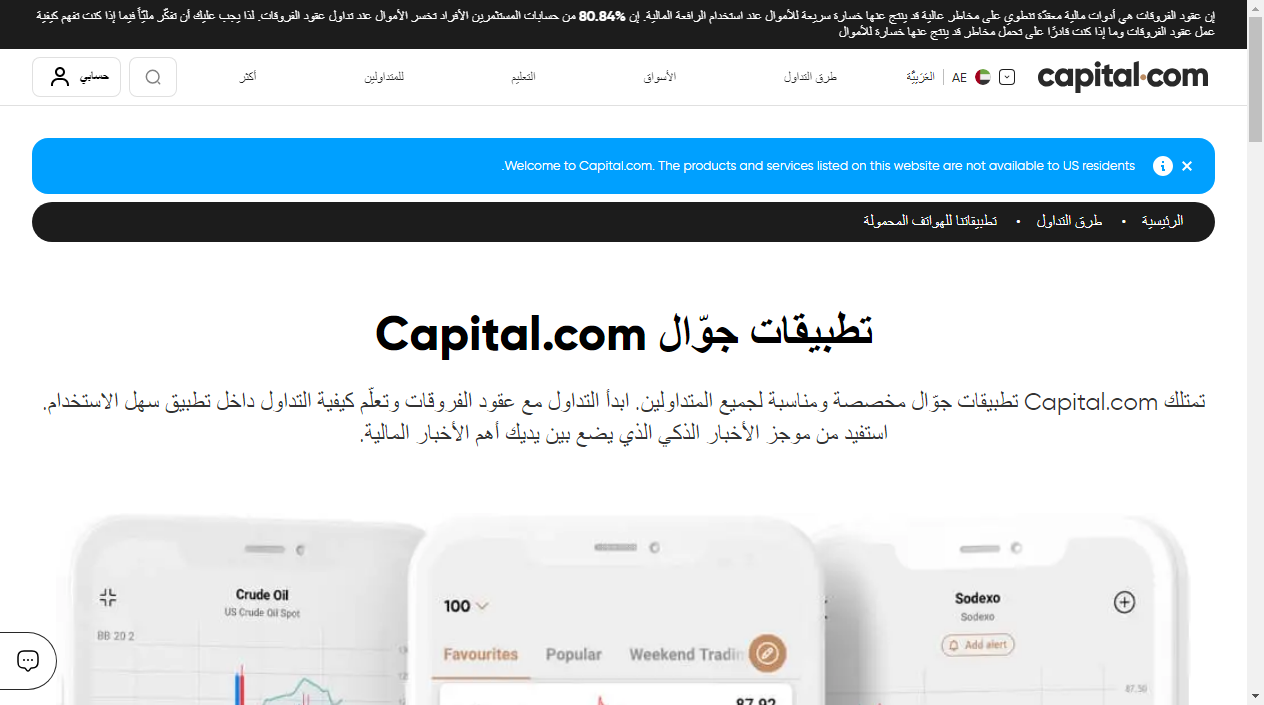 إن عقود الفروقات هي أدوات مالية معقدّة تنطوي على مخاطر عالية قد ينتج عنها خسارة سريعة للأموال عند استخدام الرافعة المالية. إن 80.84% من حسابات المستثمرين الأفراد تخسر الأموال عند تداول عقود الفروقات. لذا يجب عليك أن تفكّر مليّاً فيما إذا كنت تفهم كيفية
عمل عقود الفروقات وما إذا كنت قادرًا على تحمل مخاطر قد ينتج عنها خسارة للأموال
capital.com
AE | العَرَبِيَّة
طرق التداول
الأسواق
التعليم
للمتداولين
أكثر
حسابي
Welcome to Capital.com. The products and services listed on this website are not available to US residents.
الرئيسية • طرق التداول • تطبيقاتنا للهواتف المحمولة
تطبيقات جوّال Capital.com
تمتلك Capital.com تطبيقات جوّال مخصصة ومناسبة لجميع المتداولين. ابدأ التداول مع عقود الفروقات وتعلّم كيفية التداول داخل تطبيق سهل الاستخدام.
استفيد من موجز الأخبار الذكي الذي يضع بين يديك أهم الأخبار المالية.
Crude Oil
US Crude Oil Spot
BB 20 2
100
Favourites Popular Weekend Tradin
87.92
Sodexo
Sodexo
Add alert
87.50